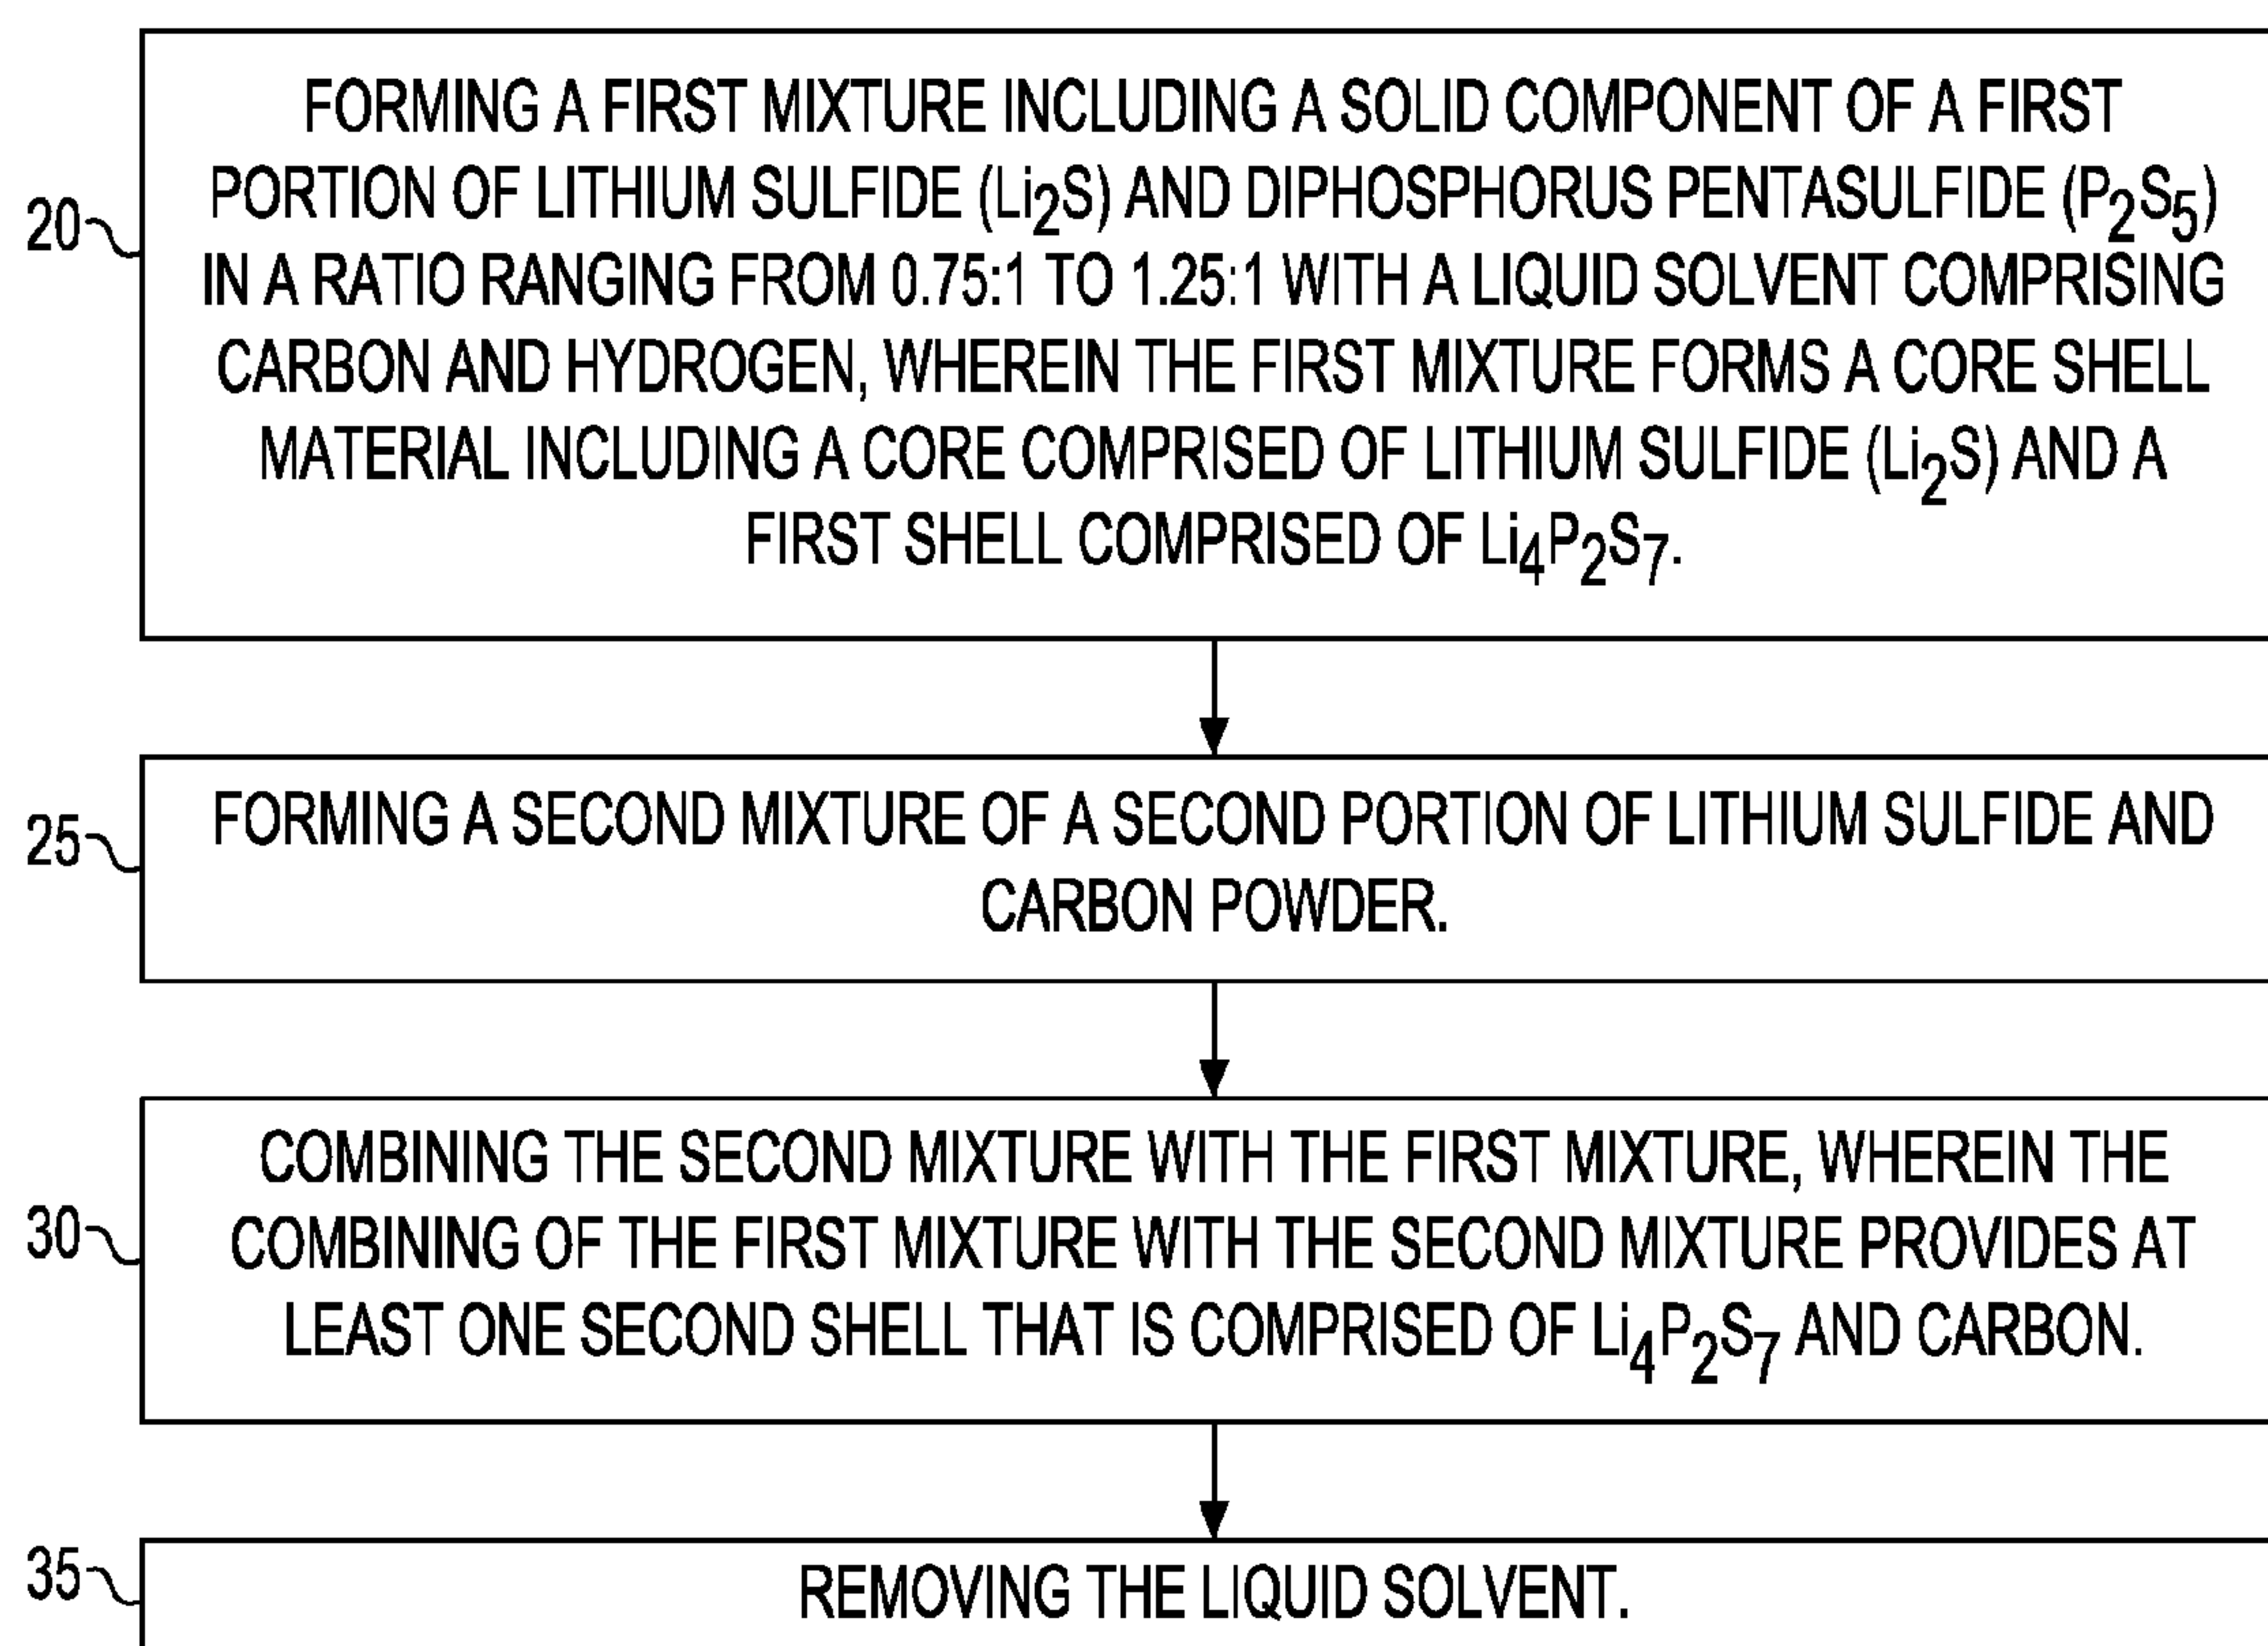 FORMING A FIRST MIXTURE INCLUDING A SOLID COMPONENT OF A FIRST
PORTION OF LITHIUM SULFIDE (Li2S) AND DIPHOSPHORUS PENTASULFIDE (P2S5)
20
IN A RATIO RANGING FROM 0.75:1 TO 1.25:1 WITH A LIQUID SOLVENT COMPRISING
CARBON AND HYDROGEN, WHEREIN THE FIRST MIXTURE FORMS A CORE SHELL
MATERIAL INCLUDING A CORE COMPRISED OF LITHIUM SULFIDE (Li2S) AND A
FIRST SHELL COMPRISED OF Li4P2S7.
25
FORMING A SECOND MIXTURE OF A SECOND PORTION OF LITHIUM SULFIDE AND
CARBON POWDER.
30
COMBINING THE SECOND MIXTURE WITH THE FIRST MIXTURE, WHEREIN THE
COMBINING OF THE FIRST MIXTURE WITH THE SECOND MIXTURE PROVIDES AT
LEAST ONE SECOND SHELL THAT IS COMPRISED OF Li4P2S7 AND CARBON.
35
REMOVING THE LIQUID SOLVENT.